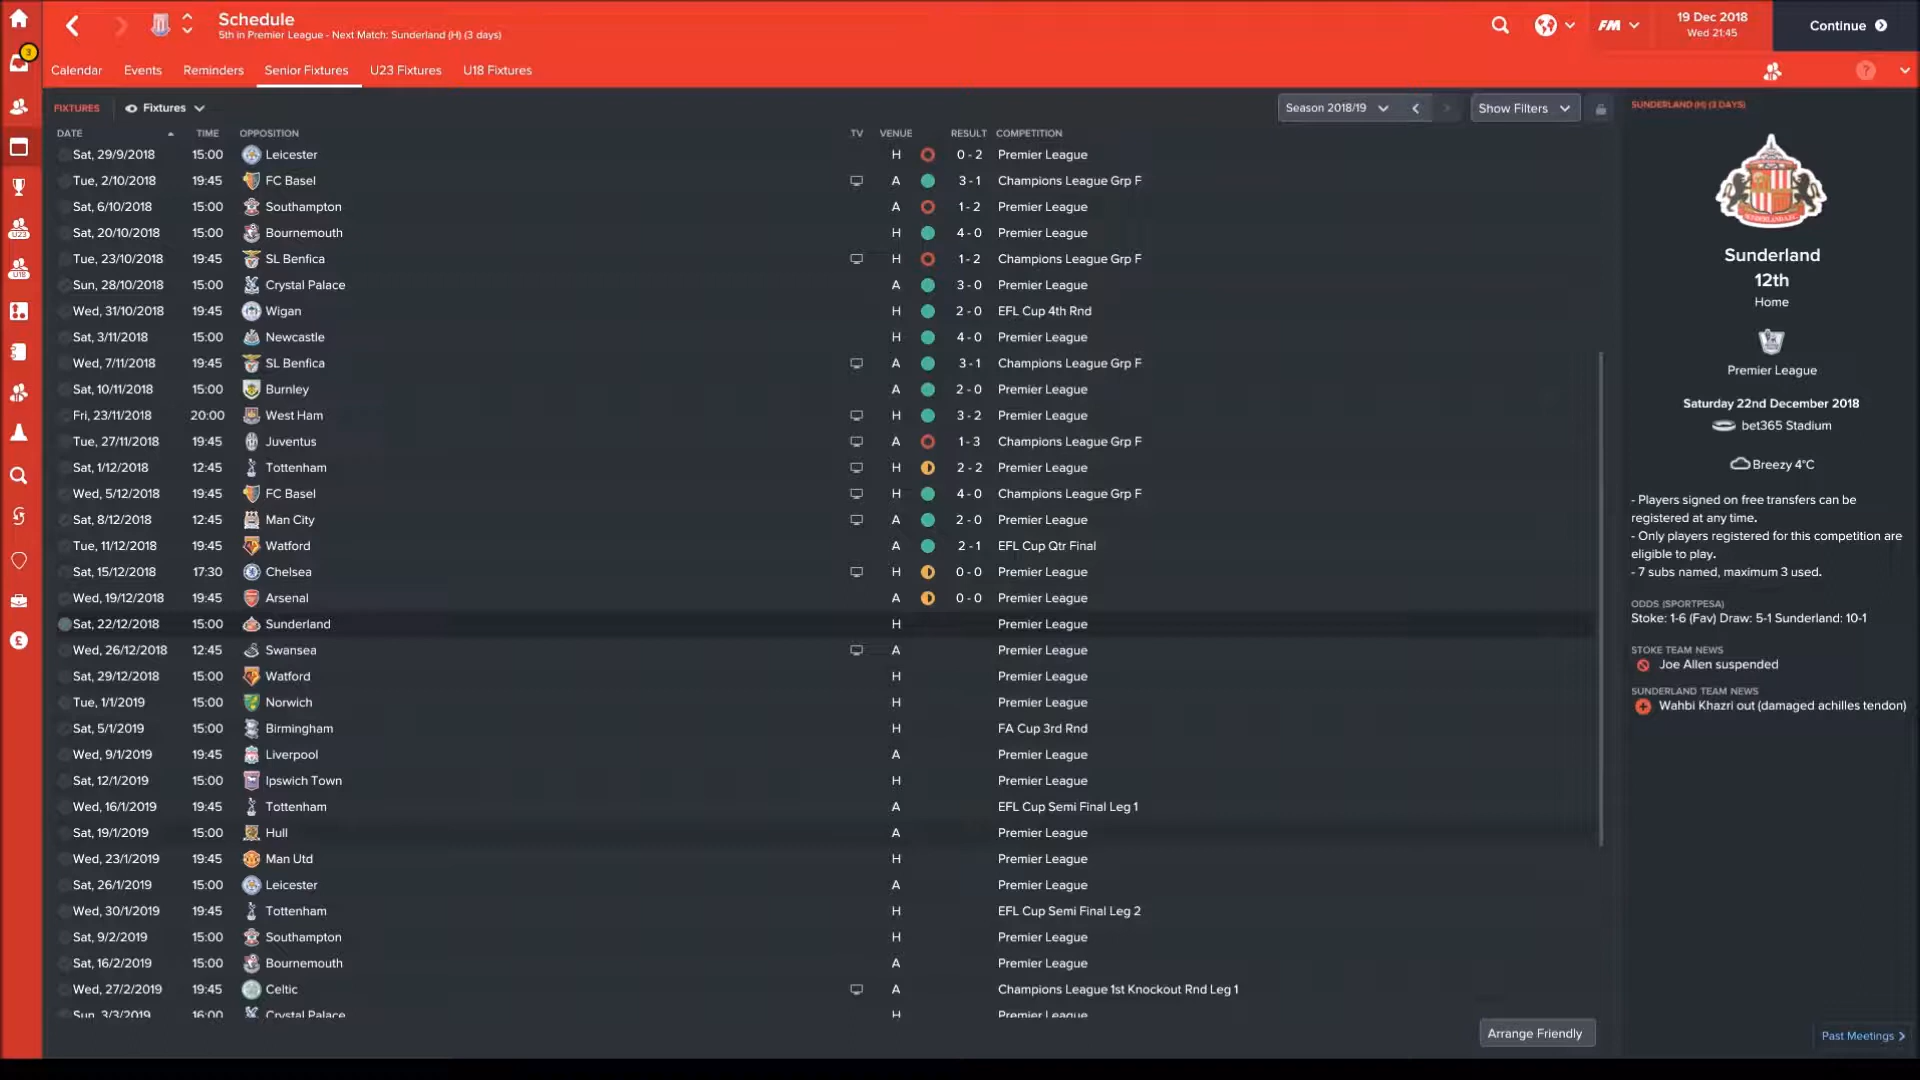 Schedule
5th in Premier League - Next Match: Sunderland (H) (3 days)
FM
19 Dec 2018
Wed 21:45
Continue
3
Calendar Events Reminders Senior Fixtures U23 Fixtures U18 Fixtures
?
FIXTURES Fixtures Season 2018/19 Show Filters
DATE TIME OPPOSITION TV VENUE RESULT COMPETITION
Sat, 29/9/2018 15:00 Leicester H 0 - 2 Premier League
Tue, 2/10/2018 19:45 FC Basel A 3 - 1 Champions League Grp F
Sat, 6/10/2018 15:00 Southampton A 1 - 2 Premier League
Sat, 20/10/2018 15:00 Bournemouth H 4 - 0 Premier League
Tue, 23/10/2018 19:45 SL Benfica H 1 - 2 Champions League Grp F
Sun, 28/10/2018 15:00 Crystal Palace A 3 - 0 Premier League
Wed, 31/10/2018 19:45 Wigan H 2 - 0 EFL Cup 4th Rnd
Sat, 3/11/2018 15:00 Newcastle H 4 - 0 Premier League
Wed, 7/11/2018 19:45 SL Benfica A 3 - 1 Champions League Grp F
Sat, 10/11/2018 15:00 Burnley A 2 - 0 Premier League
Fri, 23/11/2018 20:00 West Ham H 3 - 2 Premier League
Tue, 27/11/2018 19:45 Juventus A 1 - 3 Champions League Grp F
Sat, 1/12/2018 12:45 Tottenham H 2 - 2 Premier League
Wed, 5/12/2018 19:45 FC Basel H 4 - 0 Champions League Grp F
Sat, 8/12/2018 12:45 Man City A 2 - 0 Premier League
Tue, 11/12/2018 19:45 Watford A 2 - 1 EFL Cup Qtr Final
Sat, 15/12/2018 17:30 Chelsea H 0 - 0 Premier League
Wed, 19/12/2018 19:45 Arsenal A 0 - 0 Premier League
Sat, 22/12/2018 15:00 Sunderland H Premier League
Wed, 26/12/2018 12:45 Swansea A Premier League
Sat, 29/12/2018 15:00 Watford H Premier League
Tue, 1/1/2019 15:00 Norwich H Premier League
Sat, 5/1/2019 15:00 Birmingham H FA Cup 3rd Rnd
Wed, 9/1/2019 19:45 Liverpool A Premier League
Sat, 12/1/2019 15:00 Ipswich Town H Premier League
Wed, 16/1/2019 19:45 Tottenham A EFL Cup Semi Final Leg 1
Sat, 19/1/2019 15:00 Hull A Premier League
Wed, 23/1/2019 19:45 Man Utd H Premier League
Sat, 26/1/2019 15:00 Leicester A Premier League
Wed, 30/1/2019 19:45 Tottenham H EFL Cup Semi Final Leg 2
Sat, 9/2/2019 15:00 Southampton H Premier League
Sat, 16/2/2019 15:00 Bournemouth A Premier League
Wed, 27/2/2019 19:45 Celtic A Champions League 1st Knockout Rnd Leg 1
Sun, 3/3/2019 16:00 Crystal Palace H Premier League
Arrange Friendly
U23
U18
SUNDERLAND (H) (3 DAYS)
Sunderland
12th
Home
Premier League
Saturday 22nd December 2018
bet365 Stadium
Breezy 4°C
- Players signed on free transfers can be
registered at any time.
- Only players registered for this competition are
eligible to play.
- 7 subs named, maximum 3 used.
ODDS (SPORTPESA)
Stoke: 1-6 (Fav) Draw: 5-1 Sunderland: 10-1
STOKE TEAM NEWS
Joe Allen suspended
SUNDERLAND TEAM NEWS
Wahbi Khazri out (damaged achilles tendon)
Past Meetings